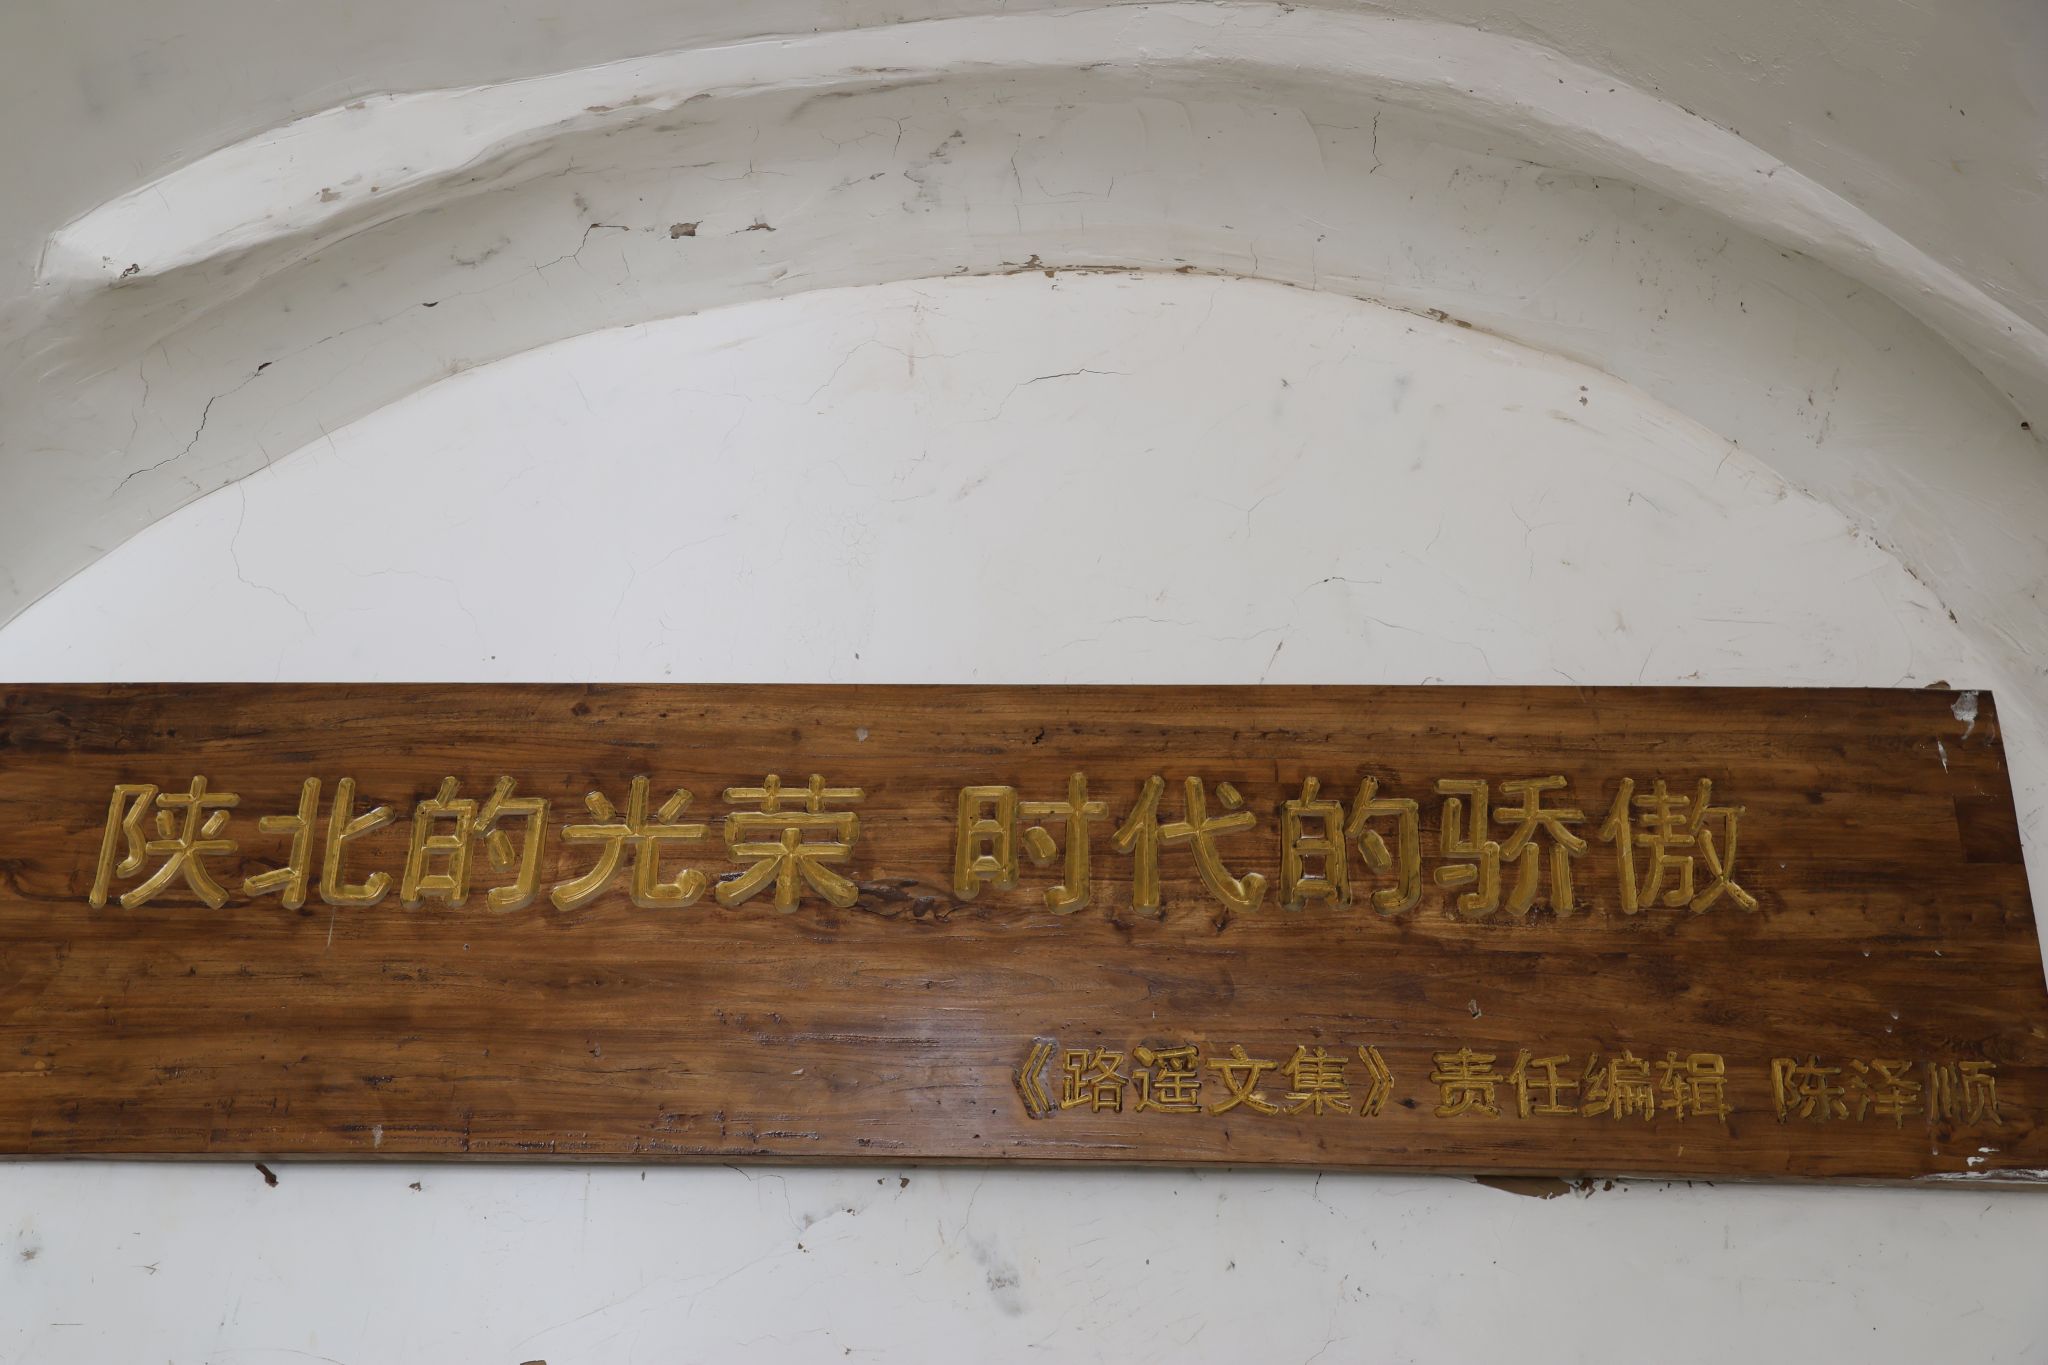 陕北的光荣 时代的骄傲
《路遥文集》 责任编辑 陈泽顺